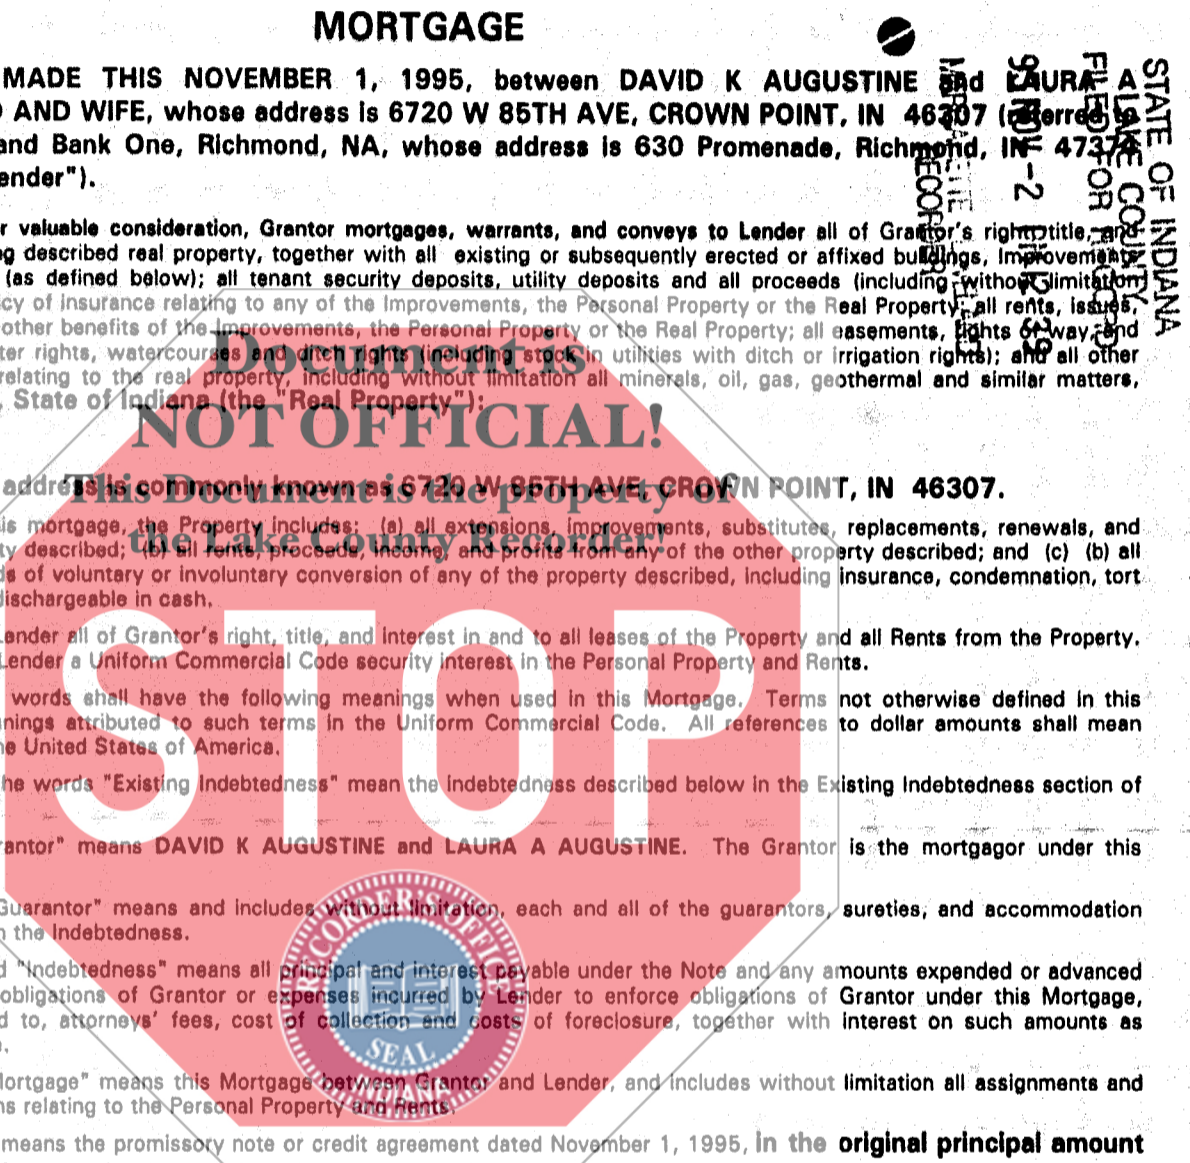 MORTGAGE
MADE THIS NOVEMBER 1, 1995, between DAVID K AUGUSTINE and LAURA A
AND WIFE, whose address is 6720 W 85TH AVE, CROWN POINT, IN 46307 (referred to
and Bank One, Richmond, NA, whose address is 630 Promenade, Richmond, IN 47374
ender").
r valuable consideration, Grantor mortgages, warrants, and conveys to Lender all of Grantor's right, title, and
ng described real property, together with all existing or subsequently erected or affixed buildings, improvements
(as defined below); all tenant security deposits, utility deposits and all proceeds (including without limitation
icy of insurance relating to any of the Improvements, the Personal Property or the Real Property; all rents, issues,
other benefits of the Improvements, the Personal Property or the Real Property; all easements, rights of way, and
ter rights, watercourses and ditch rights (including stock in utilities with ditch or irrigation rights); and all other
relating to the real property, including without limitation all minerals, oil, gas, geothermal and similar matters,
, State of Indiana (the "Real Property"):
address is commonly known as 6720 W 85TH AVE, CROWN POINT, IN 46307.
is mortgage, the Property includes: (a) all extensions, improvements, substitutes, replacements, renewals, and
ty described; (b) all rents, proceeds, income, and profits from any of the other property described; and (c) (b) all
ds of voluntary or involuntary conversion of any of the property described, including insurance, condemnation, tort
dischargeable in cash.
Lender all of Grantor's right, title, and interest in and to all leases of the Property and all Rents from the Property.
Lender a Uniform Commercial Code security interest in the Personal Property and Rents.
words shall have the following meanings when used in this Mortgage. Terms not otherwise defined in this
nings attributed to such terms in the Uniform Commercial Code. All references to dollar amounts shall mean
he United States of America.
he words "Existing Indebtedness" mean the indebtedness described below in the Existing Indebtedness section of
rantor" means DAVID K AUGUSTINE and LAURA A AUGUSTINE. The Grantor is the mortgagor under this
Guarantor" means and includes without limitation, each and all of the guarantors, sureties, and accommodation
n the Indebtedness.
d "Indebtedness" means all principal and interest payable under the Note and any amounts expended or advanced
obligations of Grantor or expenses incurred by Lender to enforce obligations of Grantor under this Mortgage,
d to, attorneys' fees, cost of collection and costs of foreclosure, together with interest on such amounts as
Mortgage" means this Mortgage between Grantor and Lender, and includes without limitation all assignments and
ns relating to the Personal Property and Rents.
means the promissory note or credit agreement dated November 1, 1995, in the original principal amount
STATE OF INDIANA
LAKE COUNTY
FILED FOR RECORD
RECORDER
Document is
NOT OFFICIAL!
This Document is the property of
the Lake County Recorder!
STOP
RECORDER'S OFFICE
SEAL
INDIANA